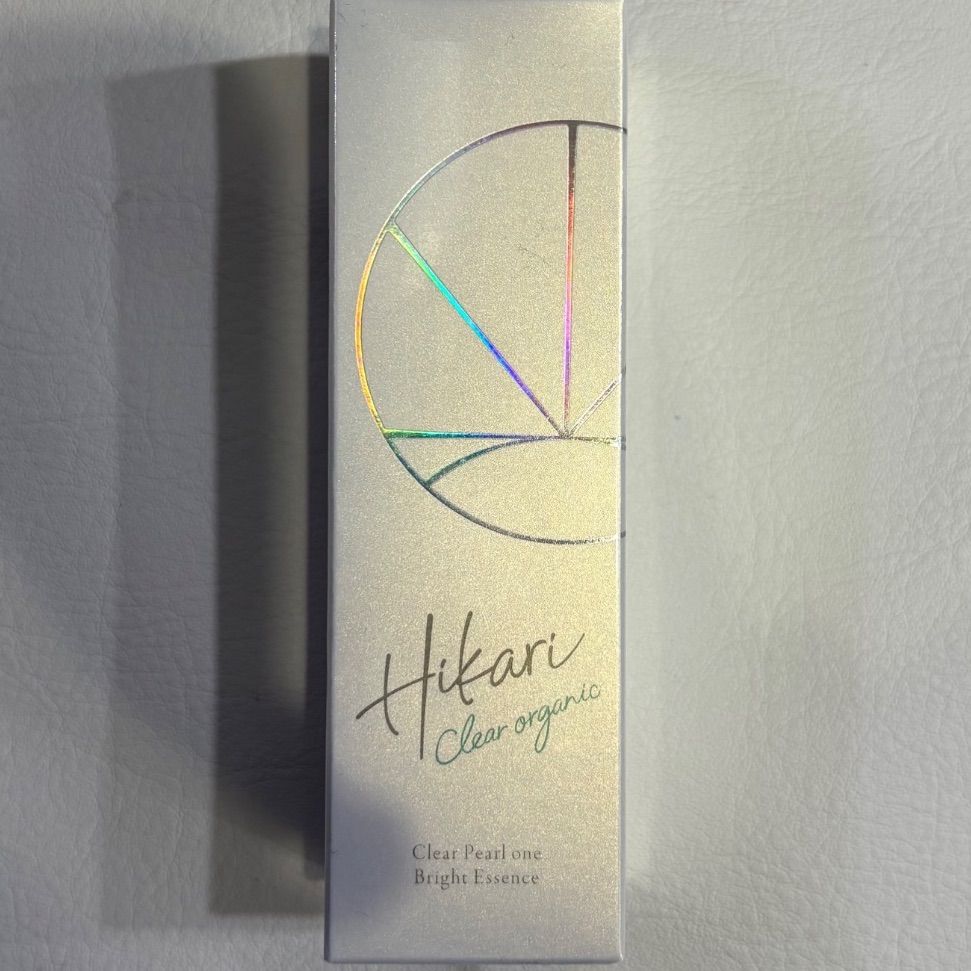 Hikari
Clear organic
Clear Pearl one
Bright Essence